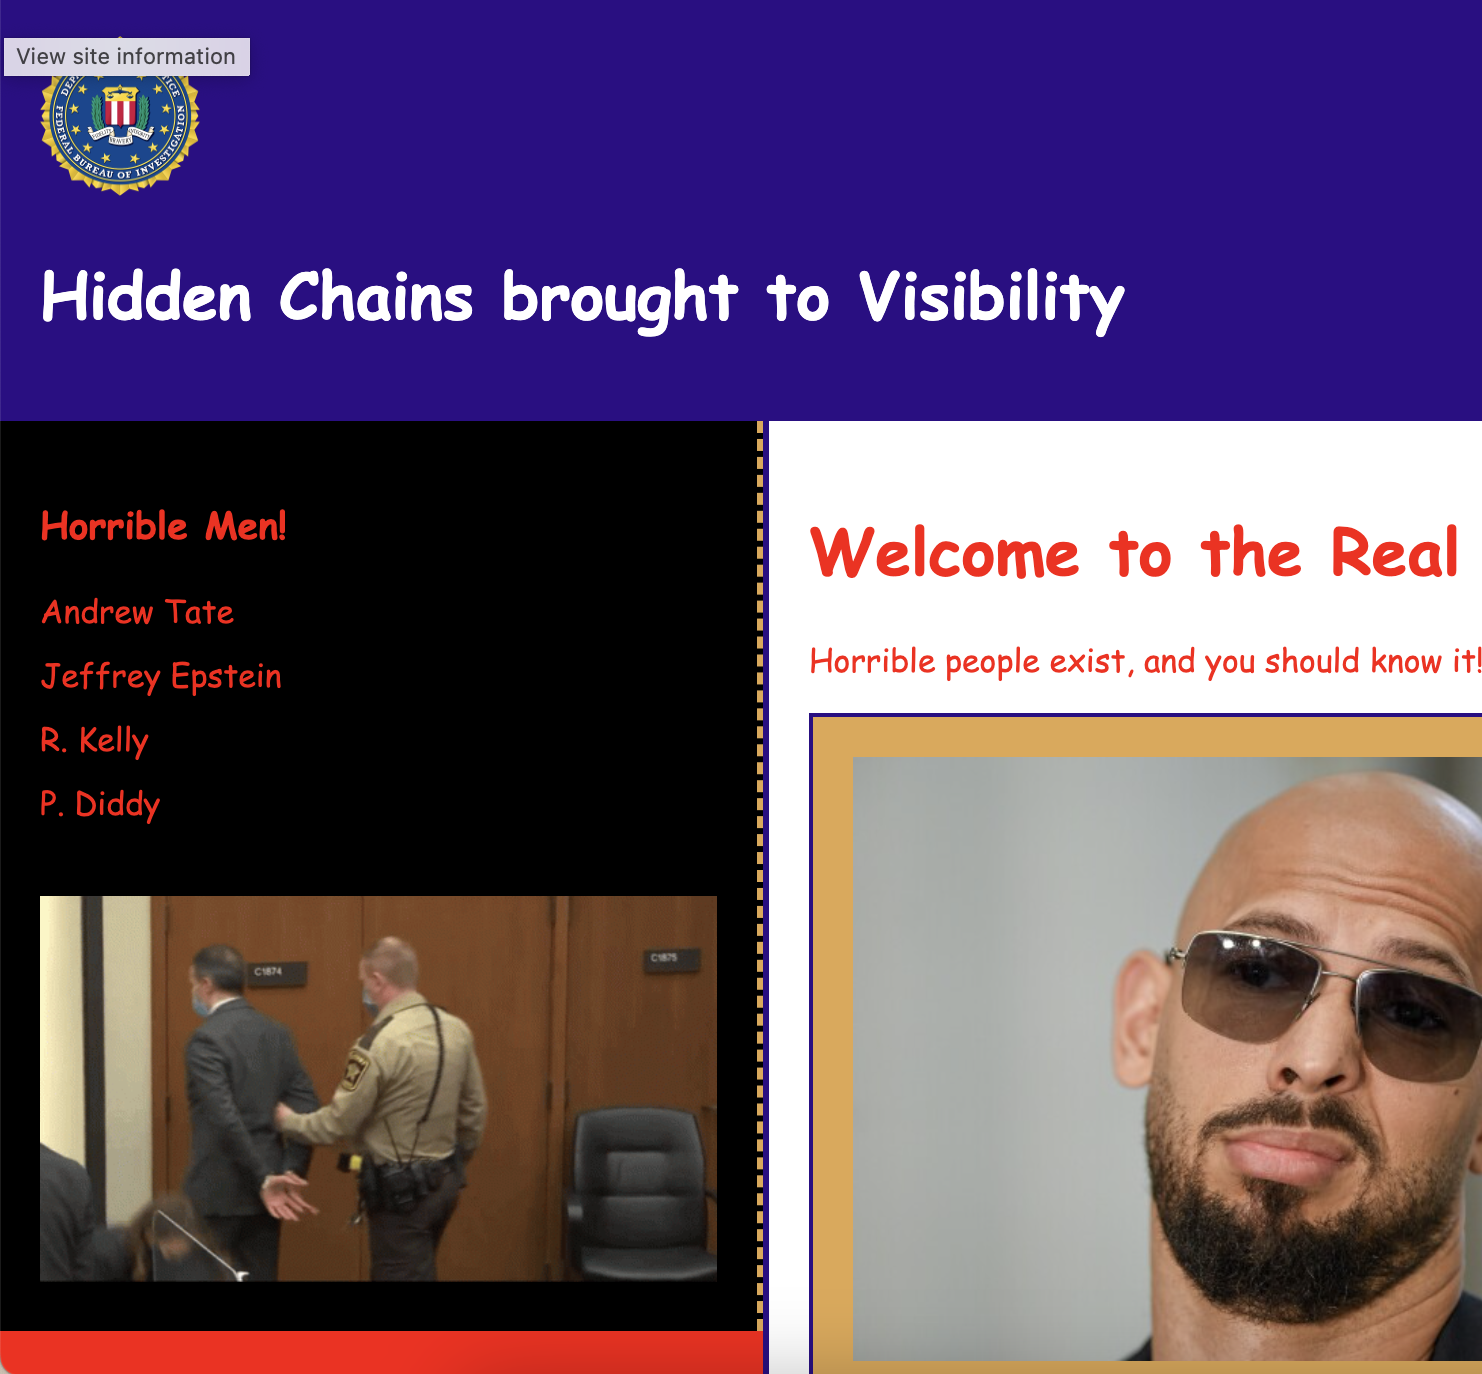 View site information
FEDERAL BUREAU OF INVESTIGATION
Hidden Chains brought to Visibility
Horrible Men!
Andrew Tate
Jeffrey Epstein
R. Kelly
P. Diddy
C1874
C1875
Welcome to the Real
Horrible people exist, and you should know it!